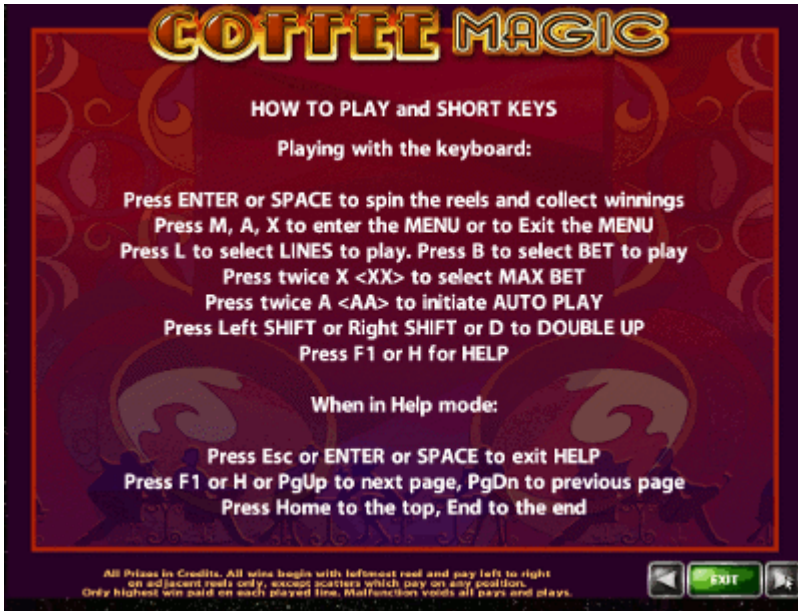 COFFEE MAGIC
HOW TO PLAY and SHORT KEYS
Playing with the keyboard:
Press ENTER or SPACE to spin the reels and collect winnings
Press M, A, X to enter the MENU or to Exit the MENU
Press L to select LINES to play. Press B to select BET to play
Press twice X <XX> to select MAX BET
Press twice A <AA> to initiate AUTO PLAY
Press Left SHIFT or Right SHIFT or D to DOUBLE UP
Press F1 or H for HELP
When in Help mode:
Press Esc or ENTER or SPACE to exit HELP
Press F1 or H or PgUp to next page, PgDn to previous page
Press Home to the top, End to the end
All Prizes in Credits. All wins begin with leftmost reel and pay left to right
on adjacent reels only, except scatters which pay on any position.
Only highest win paid on each played line. Malfunction voids all pays and plays.
EXIT